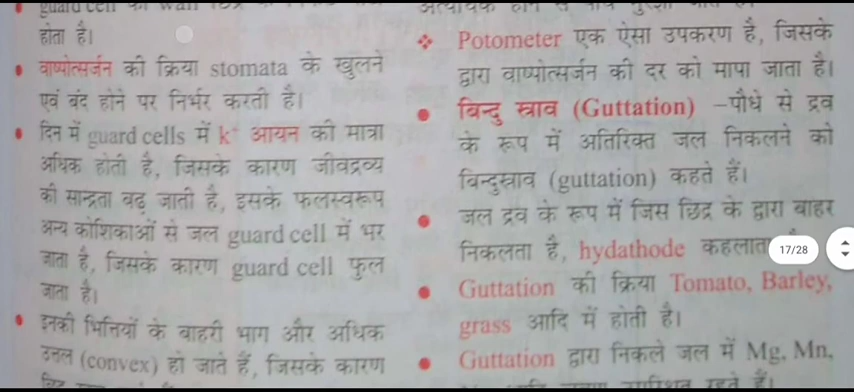 guard cell की wall
होता है।
वाष्पोत्सर्जन की क्रिया stomata के खुलने
एवं बंद होने पर निर्भर करती है।
दिन में guard cells में k⁺ आयन की मात्रा
अधिक होती है, जिसके कारण जीवद्रव्य
की सान्द्रता बढ़ जाती है, इसके फलस्वरूप
अन्य कोशिकाओं से जल guard cell में भर
जाता है, जिसके कारण guard cell फुल
जाता है।
इनकी भित्तियों के बाहरी भाग और अधिक
उत्तल (convex) हो जाते हैं, जिसके कारण
Potometer एक ऐसा उपकरण है, जिसके
द्वारा वाष्पोत्सर्जन की दर को मापा जाता है।
बिन्दु स्त्राव (Guttation) –पौधे से द्रव
के रूप में अतिरिक्त जल निकलने को
बिन्दुस्त्राव (guttation) कहते हैं।
जल द्रव के रूप में जिस छिद्र के द्वारा बाहर
निकलता है, hydathode कहलाता
17/28
Guttation की क्रिया Tomato, Barley,
grass आदि में होती है।
Guttation द्वारा निकले जल में Mg, Mn,